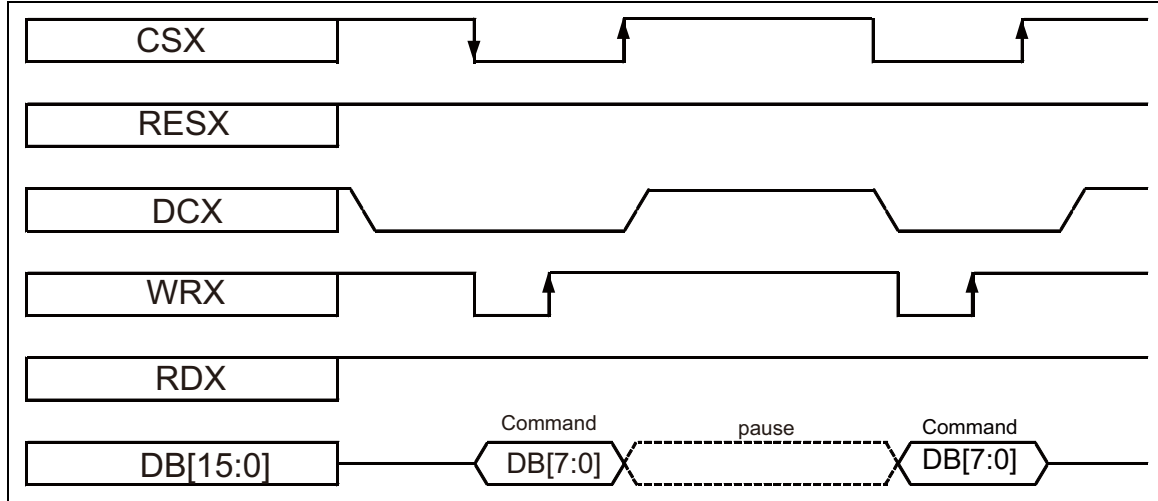 CSX
RESX
DCX
WRX
RDX
Command
pause
Command
DB[15:0]
DB[7:0]
DB[7:0]